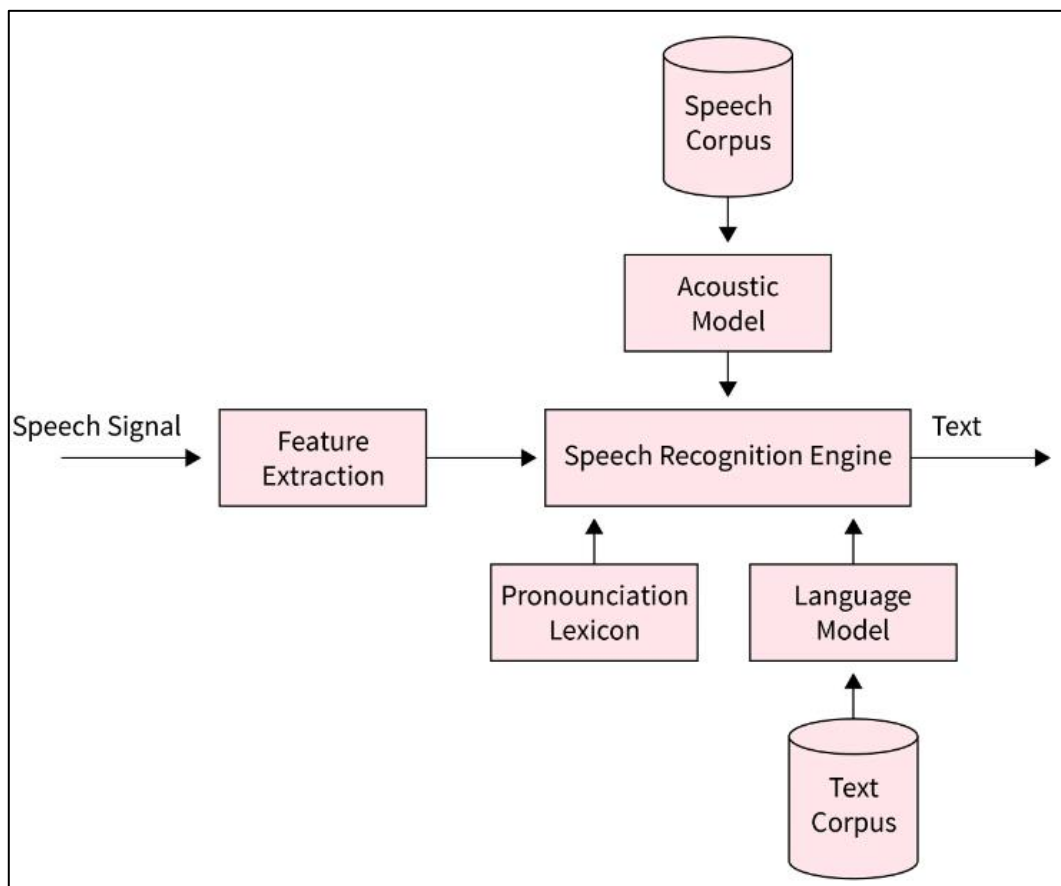 Speech
Corpus
Acoustic
Model
Speech Signal
Feature
Extraction
Speech Recognition Engine
Text
Pronounciation
Lexicon
Language
Model
Text
Corpus